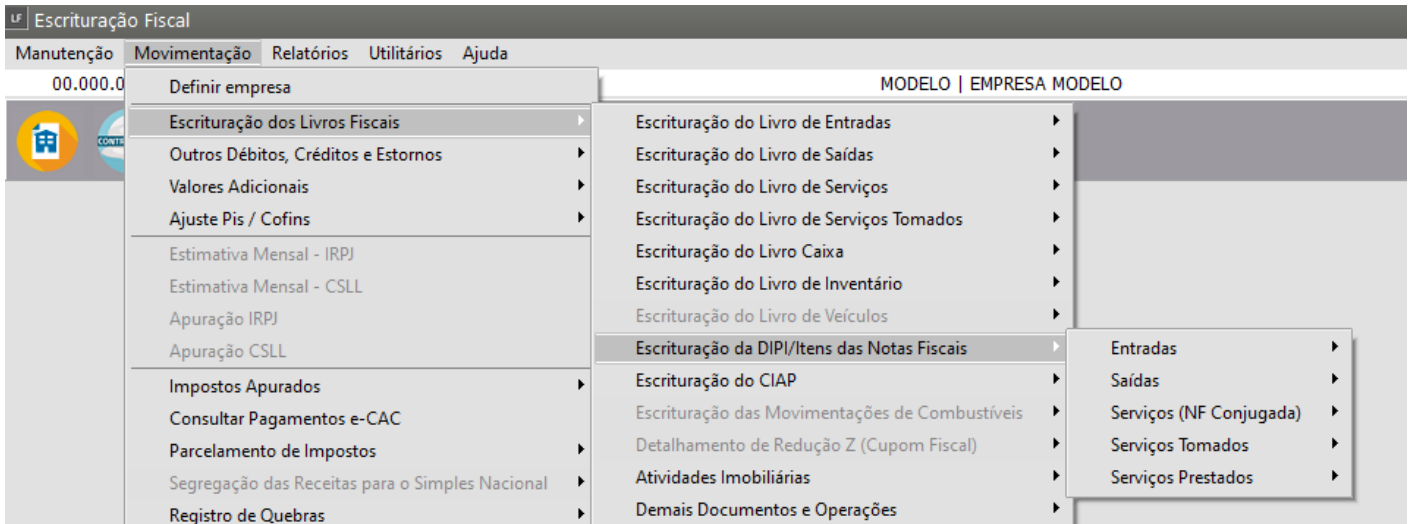 LF Escrituração Fiscal
Manutenção Movimentação Relatórios Utilitários Ajuda
00.000.0 MODELO | EMPRESA MODELO
Definir empresa
Escrituração dos Livros Fiscais
Outros Débitos, Créditos e Estornos
Valores Adicionais
Ajuste Pis / Cofins
Estimativa Mensal - IRPJ
Estimativa Mensal - CSLL
Apuração IRPJ
Apuração CSLL
Impostos Apurados
Consultar Pagamentos e-CAC
Parcelamento de Impostos
Segregação das Receitas para o Simples Nacional
Registro de Quebras
Escrituração do Livro de Entradas
Escrituração do Livro de Saídas
Escrituração do Livro de Serviços
Escrituração do Livro de Serviços Tomados
Escrituração do Livro Caixa
Escrituração do Livro de Inventário
Escrituração do Livro de Veículos
Escrituração da DIPI/Itens das Notas Fiscais
Escrituração do CIAP
Escrituração das Movimentações de Combustíveis
Detalhamento de Redução Z (Cupom Fiscal)
Atividades Imobiliárias
Demais Documentos e Operações
Entradas
Saídas
Serviços (NF Conjugada)
Serviços Tomados
Serviços Prestados